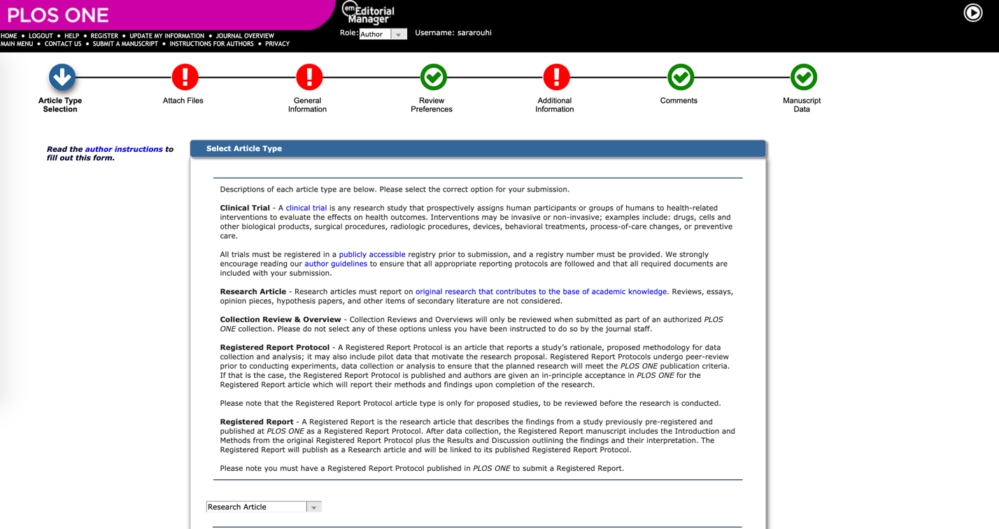 PLOS ONE
em Editorial
Manager
Role: Author Username: sararouhi
HOME • LOGOUT • HELP • REGISTER • UPDATE MY INFORMATION • JOURNAL OVERVIEW
MAIN MENU • CONTACT US • SUBMIT A MANUSCRIPT • INSTRUCTIONS FOR AUTHORS • PRIVACY
Article Type
Selection
Attach Files
General
Information
Review
Preferences
Additional
Information
Comments
Manuscript
Data
Read the author instructions to
fill out this form.
Select Article Type
Descriptions of each article type are below. Please select the correct option for your submission.
Clinical Trial - A clinical trial is any research study that prospectively assigns human participants or groups of humans to health-related
interventions to evaluate the effects on health outcomes. Interventions may be invasive or non-invasive; examples include: drugs, cells and
other biological products, surgical procedures, radiologic procedures, devices, behavioral treatments, process-of-care changes, or preventive
care.
All trials must be registered in a publicly accessible registry prior to submission, and a registry number must be provided. We strongly
encourage reading our author guidelines to ensure that all appropriate reporting protocols are followed and that all required documents are
included with your submission.
Research Article - Research articles must report on original research that contributes to the base of academic knowledge. Reviews, essays,
opinion pieces, hypothesis papers, and other items of secondary literature are not considered.
Collection Review & Overview - Collection Reviews and Overviews will only be reviewed when submitted as part of an authorized PLOS
ONE collection. Please do not select any of these options unless you have been instructed to do so by the journal staff.
Registered Report Protocol - A Registered Report Protocol is an article that reports a study's rationale, proposed methodology for data
collection and analysis; it may also include pilot data that motivate the research proposal. Registered Report Protocols undergo peer-review
prior to conducting experiments, data collection or analysis to ensure that the planned research will meet the PLOS ONE publication criteria.
If that is the case, the Registered Report Protocol is published and authors are given an in-principle acceptance in PLOS ONE for the
Registered Report article which will report their methods and findings upon completion of the research.
Please note that the Registered Report Protocol article type is only for proposed studies, to be reviewed before the research is conducted.
Registered Report - A Registered Report is the research article that describes the findings from a study previously pre-registered and
published at PLOS ONE as a Registered Report Protocol. After data collection, the Registered Report manuscript includes the Introduction and
Methods from the original Registered Report Protocol plus the Results and Discussion outlining the findings and their interpretation. The
Registered Report will publish as a Research article and will be linked to its published Registered Report Protocol.
Please note you must have a Registered Report Protocol published in PLOS ONE to submit a Registered Report.
Research Article